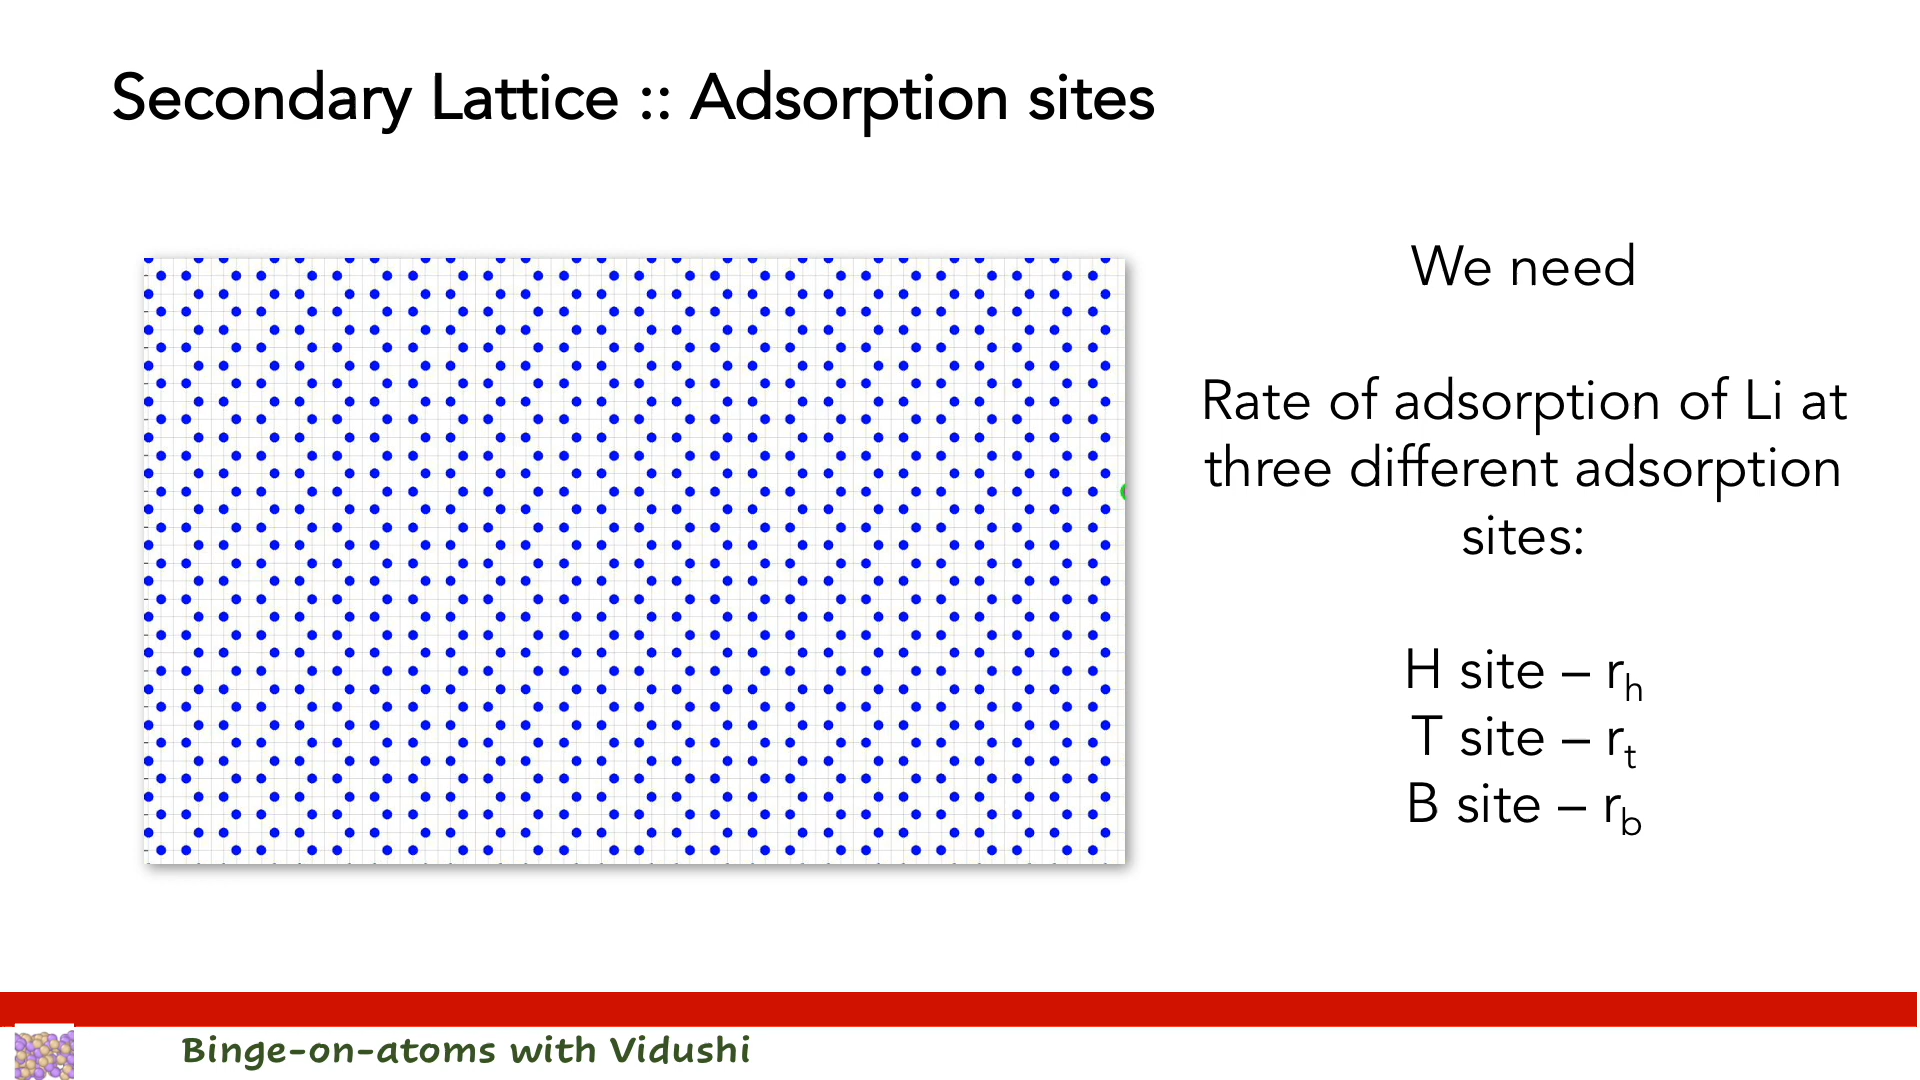 Secondary Lattice :: Adsorption sites
We need
Rate of adsorption of Li at
three different adsorption
sites:
H site – rh
T site – rt
B site – rb
Binge-on-atoms with Vidushi